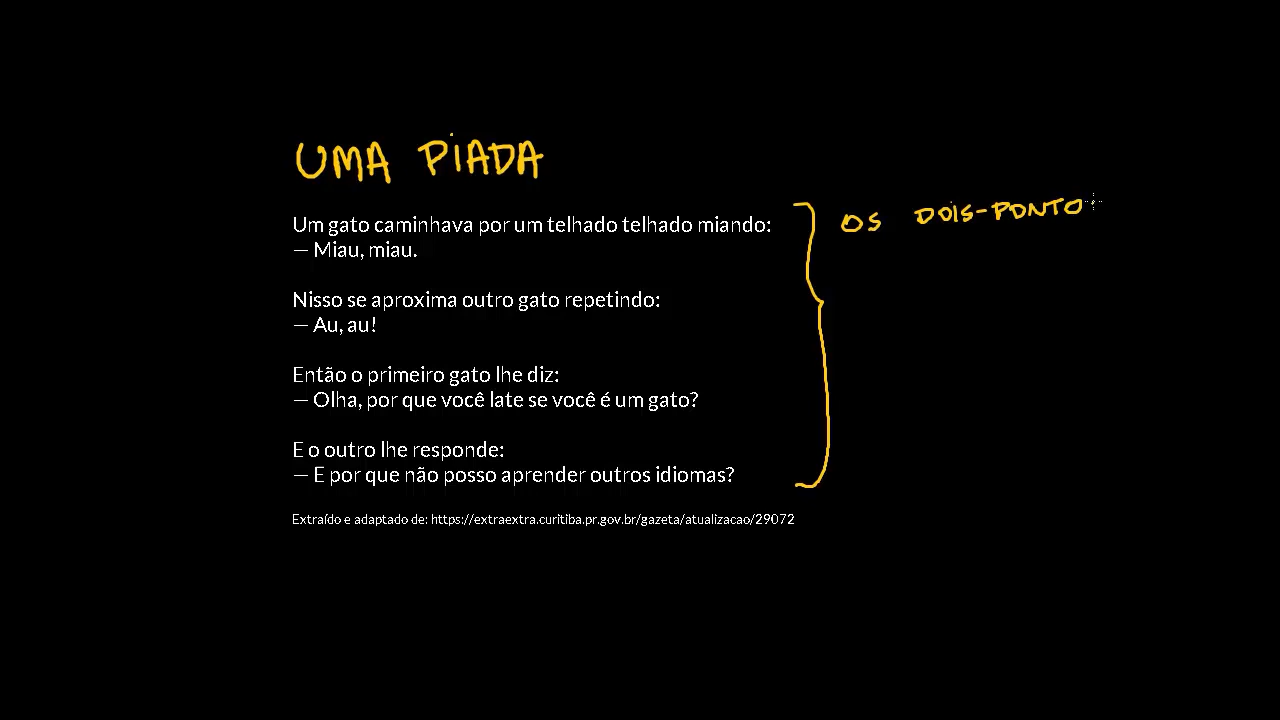 UMA PIADA
Um gato caminhava por um telhado telhado miando:
— Miau, miau.
Nisso se aproxima outro gato repetindo:
— Au, au!
Então o primeiro gato lhe diz:
— Olha, por que você late se você é um gato?
E o outro lhe responde:
— E por que não posso aprender outros idiomas?
Extraído e adaptado de: https://extraextra.curitiba.pr.gov.br/gazeta/atualizacao/29072
OS DOIS-PONTO